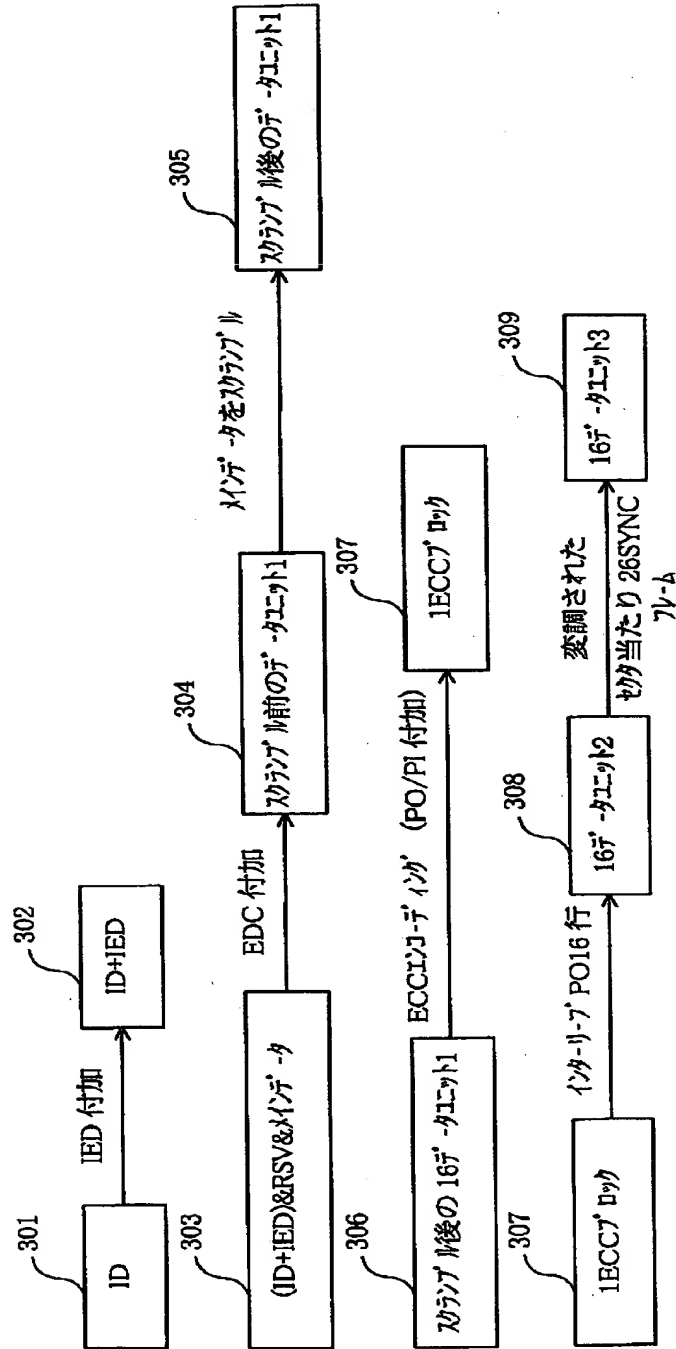 301
ID
IED 付加
302
ID+IED
303
(ID+IED)&RSV&メインデータ
EDC 付加
304
スクランブル前のデータユニット1
メインデータをスクランブル
305
スクランブル後のデータユニット1
306
スクランブル後の16データユニット1
ECCエンコーディング (PO/PI 付加)
307
1ECCブロック
307
1ECCブロック
インターリーブPO16行
308
16データユニット2
変調された
セクタ当たり 26SYNC
フレーム
309
16データユニット3